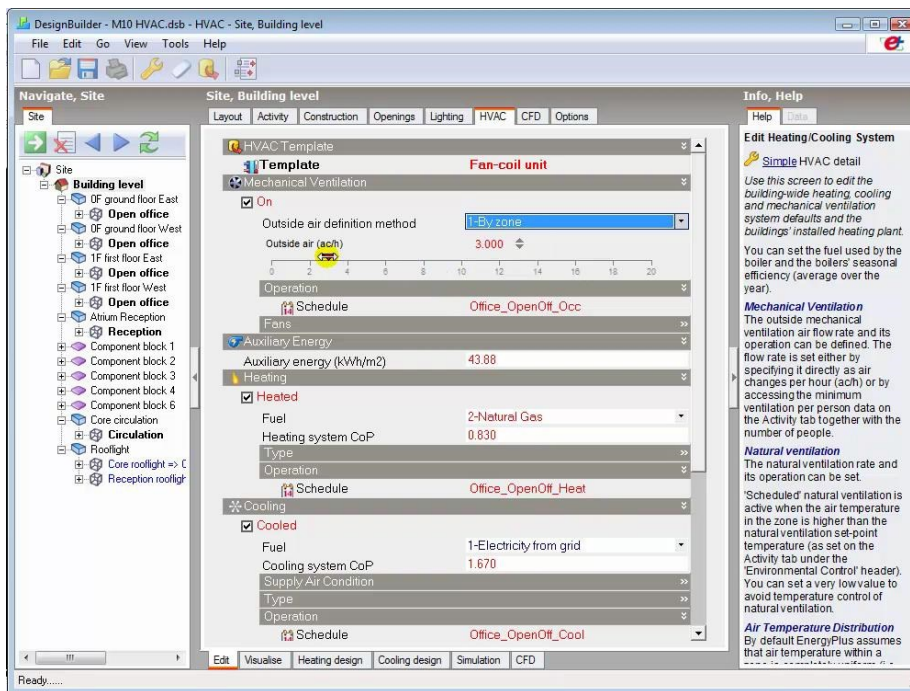 DesignBuilder - M10 HVAC.dsb - HVAC - Site, Building level
File Edit Go View Tools Help
Navigate, Site
Site
Site
Building level
0F ground floor East
Open office
0F ground floor West
Open office
1F first floor East
Open office
1F first floor West
Open office
Atrium Reception
Reception
Component block 1
Component block 2
Component block 3
Component block 4
Component block 6
Core circulation
Circulation
Rooflight
Core rooflight =>
Reception rooflight
Site, Building level
Layout Activity Construction Openings Lighting HVAC CFD Options
HVAC Template
Template Fan-coil unit
Mechanical Ventilation
On
Outside air definition method 1-By zone
Outside air (ac/h) 3.000
0 2 4 6 8 10 12 14 16 18 20
Operation
Schedule Office_OpenOff_Occ
Fans
Auxiliary Energy
Auxiliary energy (kWh/m2) 43.88
Heating
Heated
Fuel 2-Natural Gas
Heating system CoP 0.830
Type
Operation
Schedule Office_OpenOff_Heat
Cooling
Cooled
Fuel 1-Electricity from grid
Cooling system CoP 1.670
Supply Air Condition
Type
Operation
Schedule Office_OpenOff_Cool
Edit Visualise Heating design Cooling design Simulation CFD
Info, Help
Help Data
Edit Heating/Cooling System
Simple HVAC detail
Use this screen to edit the
building-wide heating, cooling
and mechanical ventilation
system defaults and the
buildings' installed heating plant.
You can set the fuel used by the
boiler and the boilers' seasonal
efficiency (average over the
year).
Mechanical Ventilation
The outside mechanical
ventilation air flow rate and its
operation can be defined. The
flow rate is set either by
specifying it directly as air
changes per hour (ac/h) or by
accessing the minimum
ventilation per person data on
the Activity tab together with the
number of people.
Natural ventilation
The natural ventilation rate and
its operation can be set.
'Scheduled' natural ventilation is
active when the air temperature
in the zone is higher than the
natural ventilation set-point
temperature (as set on the
Activity tab under the
'Environmental Control' header).
You can set a very low value to
avoid temperature control of
natural ventilation.
Air Temperature Distribution
By default EnergyPlus assumes
that air temperature within a
Ready......